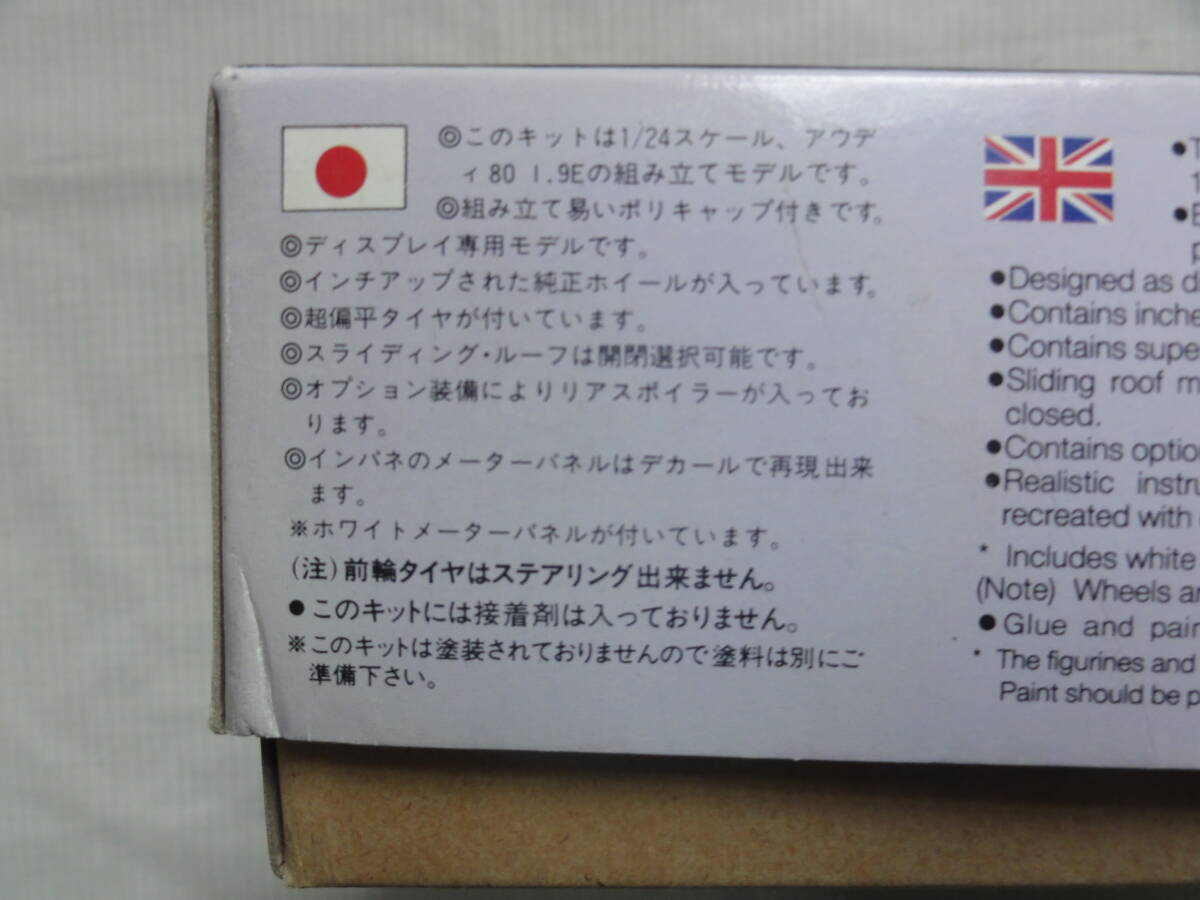 ◎このキットは1/24スケール、アウデ
ィ80 1.9Eの組み立てモデルです。
◎組み立て易いポリキャップ付きです。
◎ディスプレイ専用モデルです。
◎インチアップされた純正ホイールが入っています。
◎超偏平タイヤが付いています。
◎スライディング・ルーフは開閉選択可能です。
◎オプション装備によりリアスポイラーが入ってお
ります。
◎インパネのメーターパネルはデカールで再現出来
ます。
※ホワイトメーターパネルが付いています。
(注)前輪タイヤはステアリング出来ません。
●このキットには接着剤は入っておりません。
※このキットは塗装されておりませんので塗料は別にご
準備下さい。
●Designed as
●Contains
●Contains
●Sliding roof
closed.
●Contains
●Realistic
recreated with
* Includes white
(Note) Wheels
●Glue and
* The figurines and
Paint should be